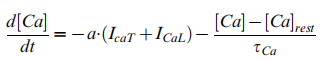 d[Ca]/dt = −a·(I_caT + I_CaL) − ([Ca] − [Ca]_rest)/τ_Ca